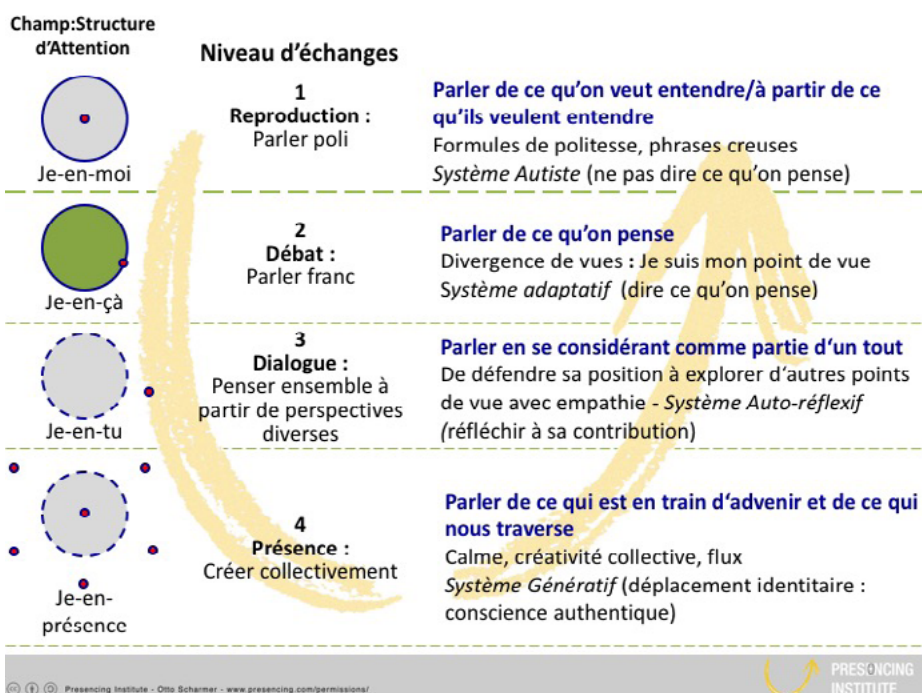 Champ:Structure
d'Attention
Niveau d'échanges
1
Reproduction :
Parler poli
Parler de ce qu'on veut entendre/à partir de ce
qu'ils veulent entendre
Formules de politesse, phrases creuses
Système Autiste (ne pas dire ce qu'on pense)
Je-en-moi
2
Débat :
Parler franc
Parler de ce qu'on pense
Divergence de vues : Je suis mon point de vue
Système adaptatif (dire ce qu'on pense)
Je-en-çà
3
Dialogue :
Penser ensemble à
partir de perspectives
diverses
Parler en se considérant comme partie d'un tout
De défendre sa position à explorer d'autres points
de vue avec empathie - Système Auto-réflexif
(réfléchir à sa contribution)
Je-en-tu
4
Présence :
Créer collectivement
Parler de ce qui est en train d'advenir et de ce qui
nous traverse
Calme, créativité collective, flux
Système Génératif (déplacement identitaire :
conscience authentique)
Je-en-
présence
Presencing Institute - Otto Scharmer - www.presencing.com/permissions/
PRESENCING
INSTITUTE